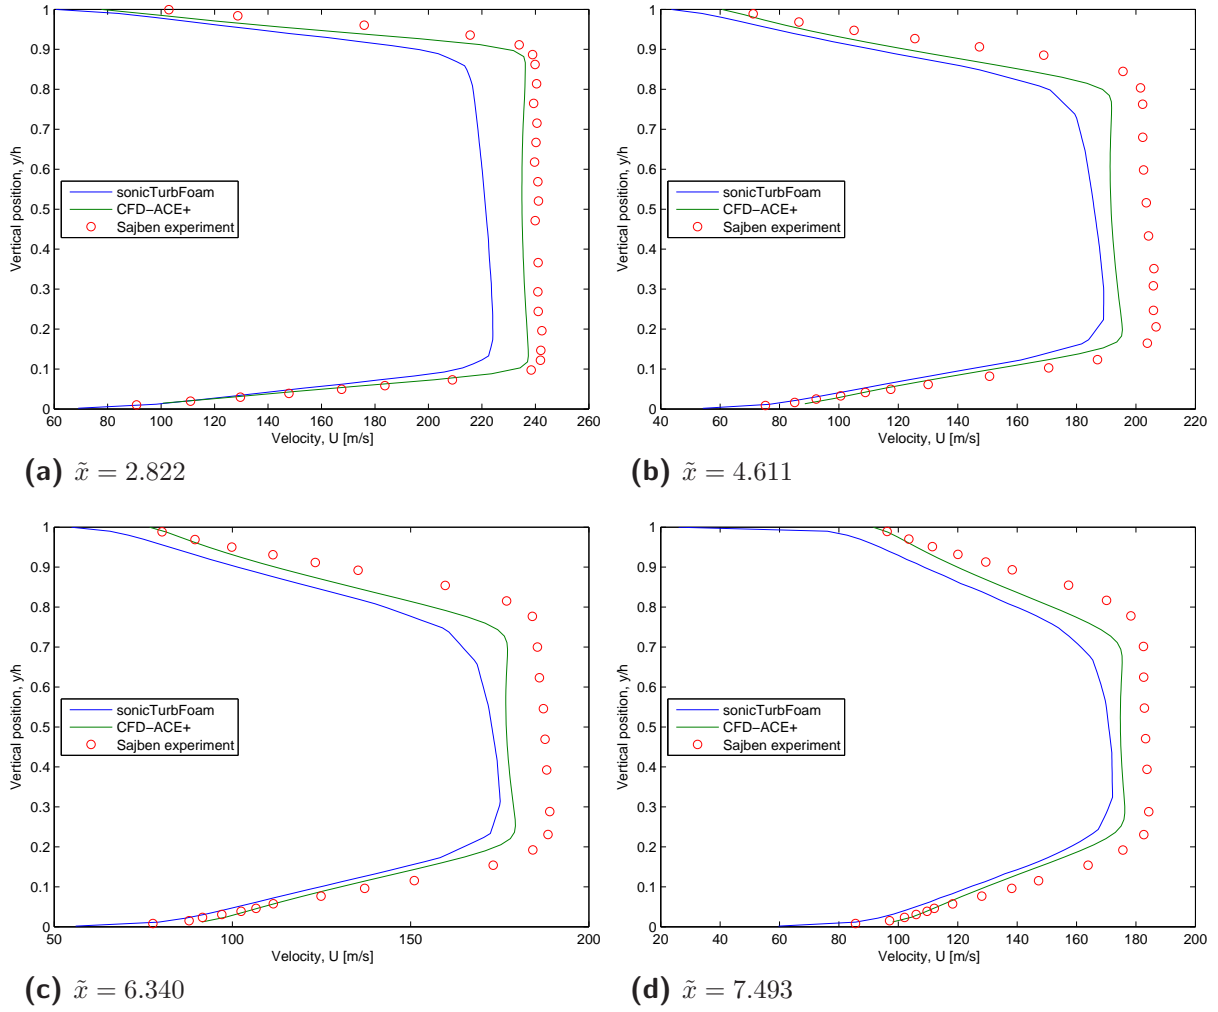 1
0.9
0.8
0.7
0.6
0.5
0.4
0.3
0.2
0.1
0
Vertical position, y/h
sonicTurbFoam
CFD−ACE+
Sajben experiment
60 80 100 120 140 160 180 200 220 240 260
Velocity, U [m/s]
(a) x̃ = 2.822
1
0.9
0.8
0.7
0.6
0.5
0.4
0.3
0.2
0.1
0
Vertical position, y/h
sonicTurbFoam
CFD−ACE+
Sajben experiment
40 60 80 100 120 140 160 180 200 220
Velocity, U [m/s]
(b) x̃ = 4.611
1
0.9
0.8
0.7
0.6
0.5
0.4
0.3
0.2
0.1
0
Vertical position, y/h
sonicTurbFoam
CFD−ACE+
Sajben experiment
50 100 150 200
Velocity, U [m/s]
(c) x̃ = 6.340
1
0.9
0.8
0.7
0.6
0.5
0.4
0.3
0.2
0.1
0
Vertical position, y/h
sonicTurbFoam
CFD−ACE+
Sajben experiment
20 40 60 80 100 120 140 160 180 200
Velocity, U [m/s]
(d) x̃ = 7.493